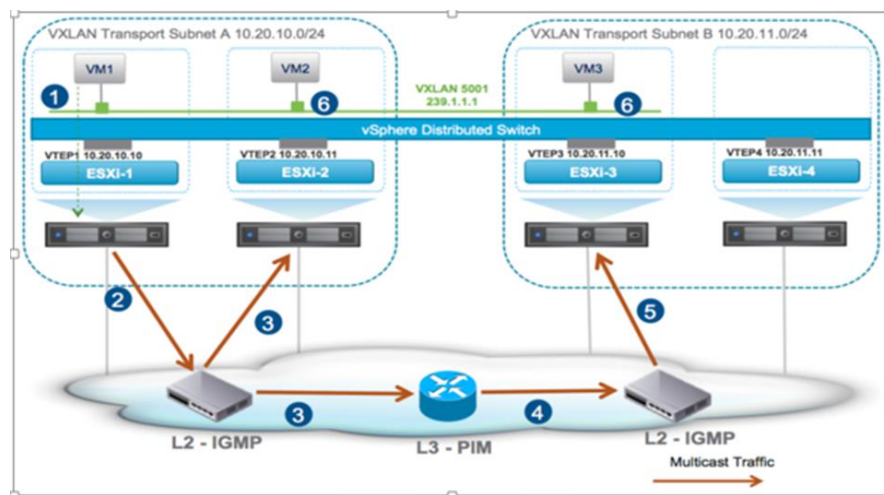 VXLAN Transport Subnet A 10.20.10.0/24
VXLAN Transport Subnet B 10.20.11.0/24
VM1
VM2
VM3
1
6
VXLAN 5001
239.1.1.1
6
vSphere Distributed Switch
VTEP1 10.20.10.10
VTEP2 10.20.10.11
VTEP3 10.20.11.10
VTEP4 10.20.11.11
ESXi-1
ESXi-2
ESXi-3
ESXi-4
2
3
5
3
4
L2 - IGMP
L3 - PIM
L2 - IGMP
Multicast Traffic